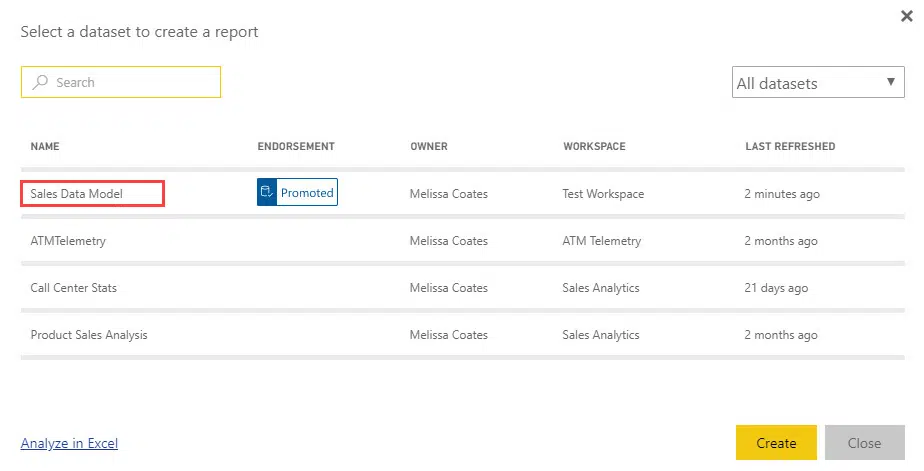 Select a dataset to create a report
Search
All datasets
NAME ENDORSEMENT OWNER WORKSPACE LAST REFRESHED
Sales Data Model Promoted Melissa Coates Test Workspace 2 minutes ago
ATMTelemetry Melissa Coates ATM Telemetry 2 months ago
Call Center Stats Melissa Coates Sales Analytics 21 days ago
Product Sales Analysis Melissa Coates Sales Analytics 2 months ago
Analyze in Excel Create Close